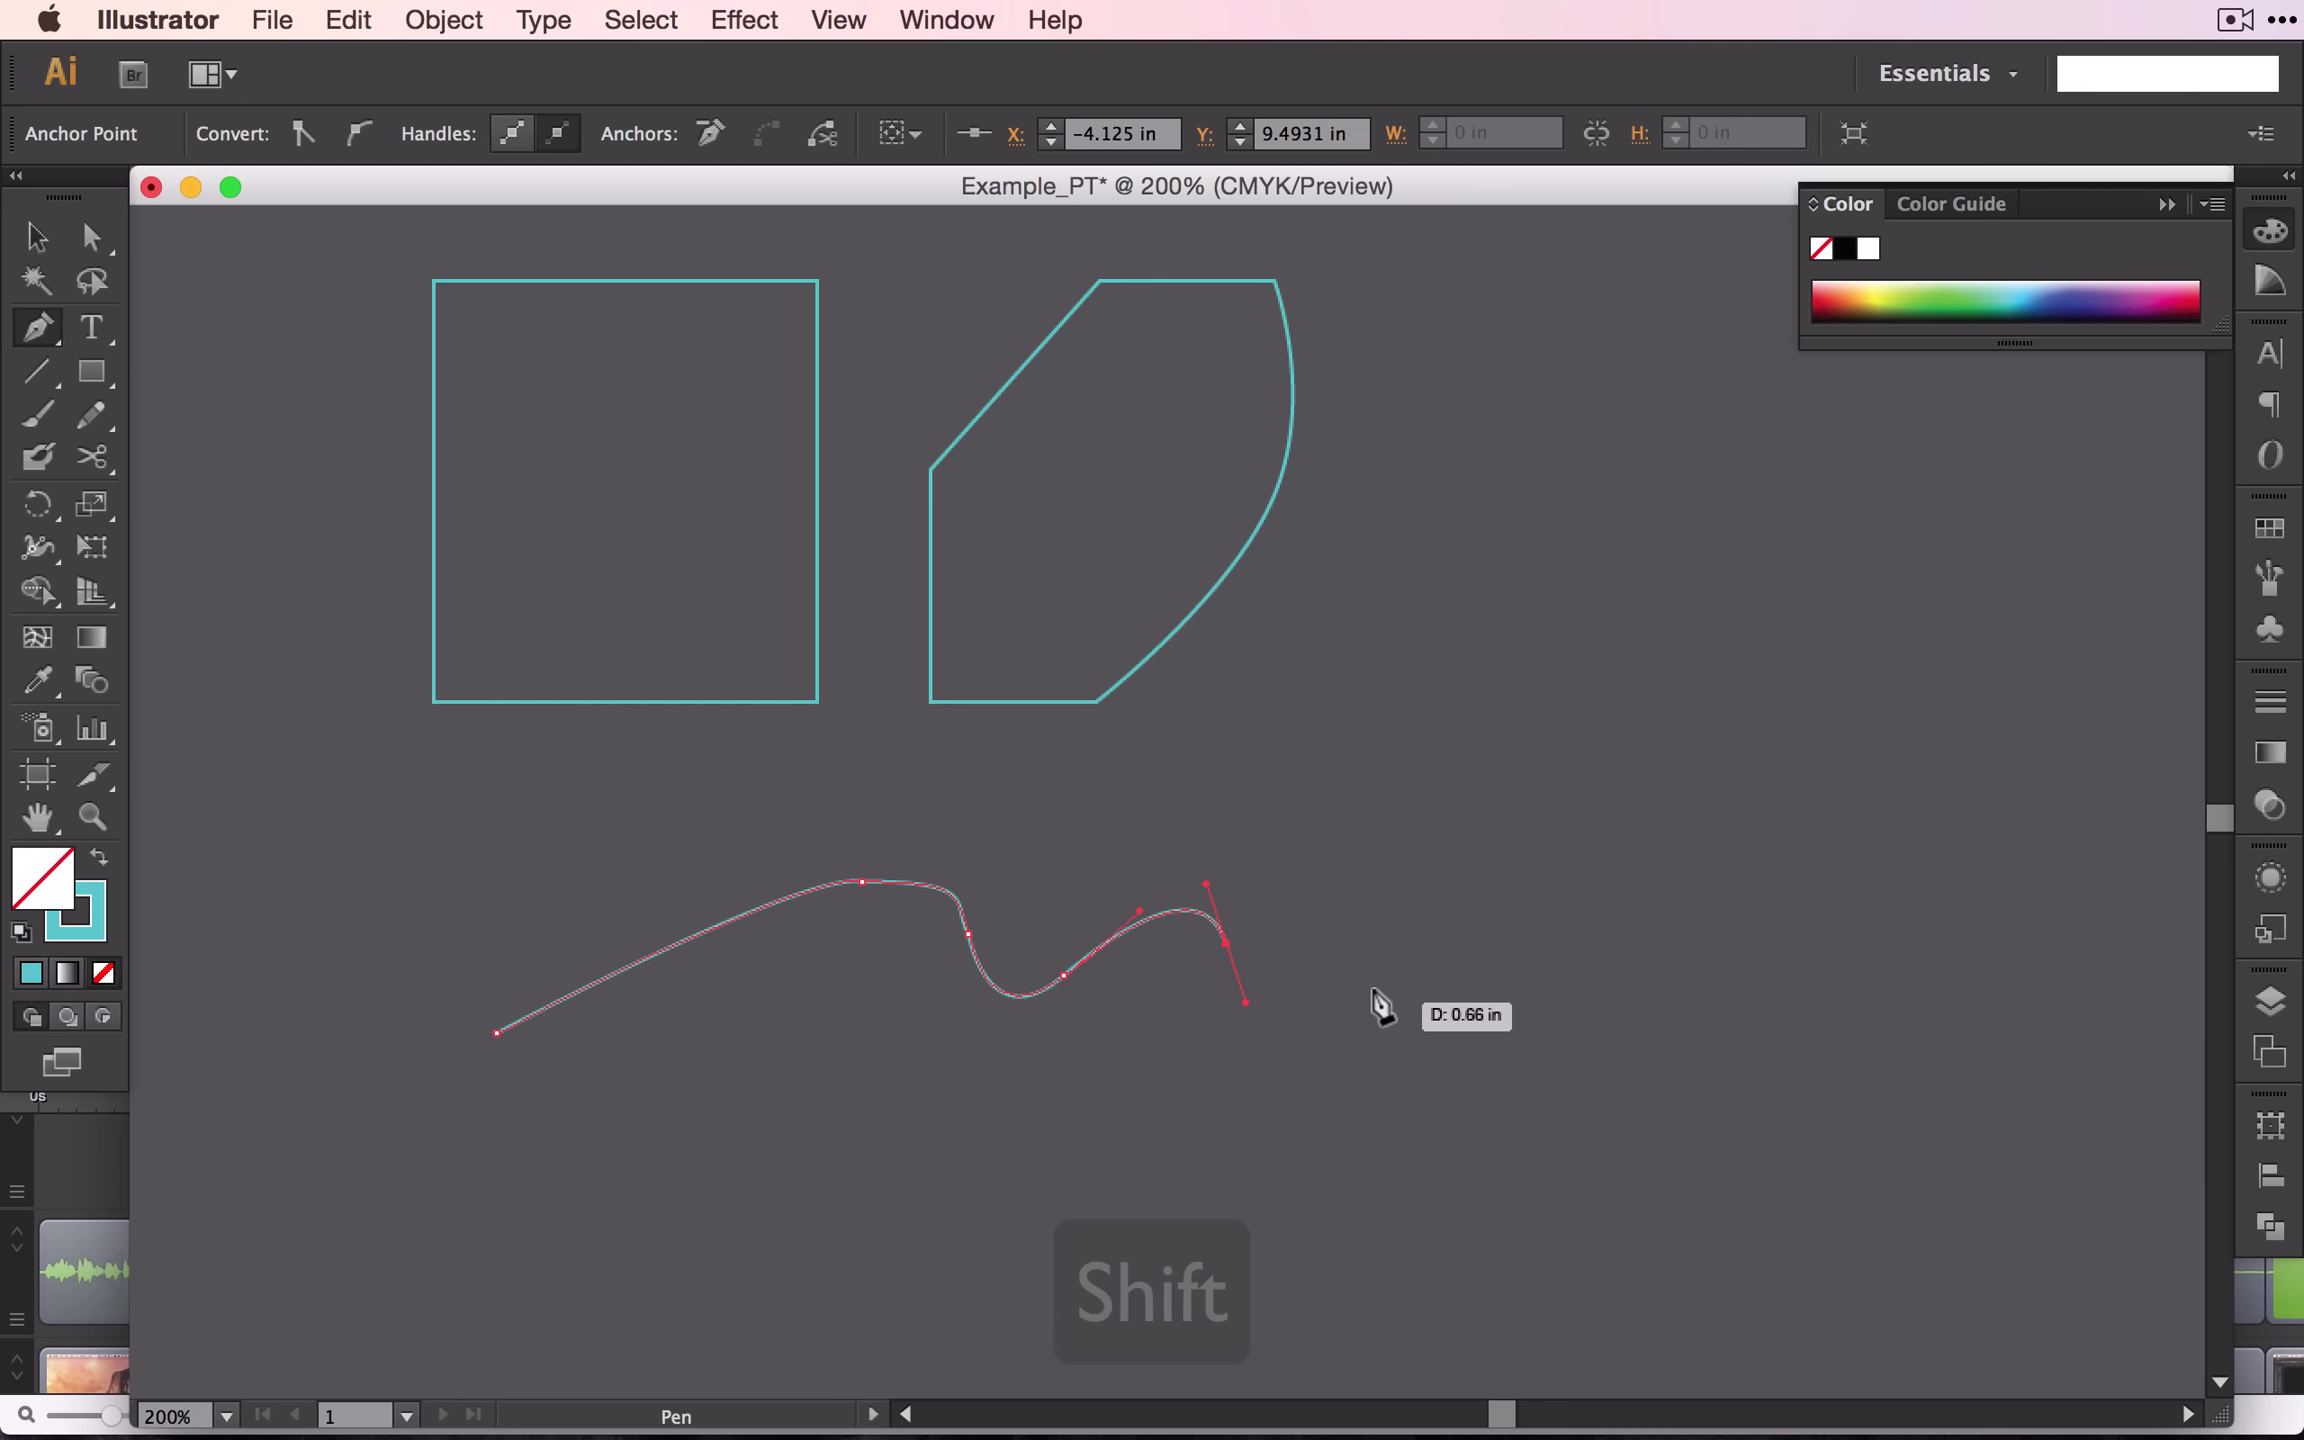 Illustrator File Edit Object Type Select Effect View Window Help
Ai Br Essentials
Anchor Point Convert: Handles: Anchors: X: -4.125 in Y: 9.4931 in W: 0 in H: 0 in
Example_PT* @ 200% (CMYK/Preview)
Color Color Guide
T
A
US
D: 0.66 in
Shift
200% 1 Pen